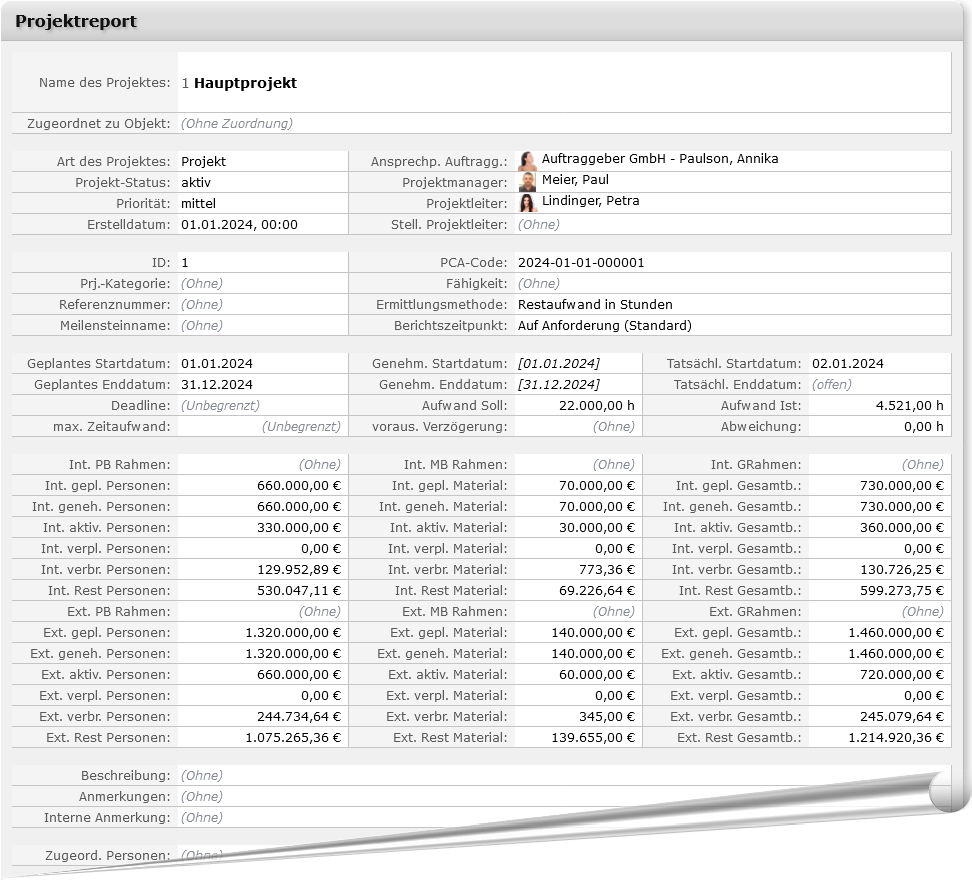 Projektreport
Name des Projektes: 1 Hauptprojekt
Zugeordnet zu Objekt: (Ohne Zuordnung)
Art des Projektes: Projekt Ansprechp. Auftragg.: Auftraggeber GmbH - Paulson, Annika
Projekt-Status: aktiv Projektmanager: Meier, Paul
Priorität: mittel Projektleiter: Lindinger, Petra
Erstelldatum: 01.01.2024, 00:00 Stell. Projektleiter: (Ohne)
ID: 1 PCA-Code: 2024-01-01-000001
Prj.-Kategorie: (Ohne) Fähigkeit: (Ohne)
Referenznummer: (Ohne) Ermittlungsmethode: Restaufwand in Stunden
Meilensteinname: (Ohne) Berichtszeitpunkt: Auf Anforderung (Standard)
Geplantes Startdatum: 01.01.2024 Genehm. Startdatum: [01.01.2024] Tatsächl. Startdatum: 02.01.2024
Geplantes Enddatum: 31.12.2024 Genehm. Enddatum: [31.12.2024] Tatsächl. Enddatum: (offen)
Deadline: (Unbegrenzt) Aufwand Soll: 22.000,00 h Aufwand Ist: 4.521,00 h
max. Zeitaufwand: (Unbegrenzt) voraus. Verzögerung: (Ohne) Abweichung: 0,00 h
Int. PB Rahmen: (Ohne) Int. MB Rahmen: (Ohne) Int. GRahmen: (Ohne)
Int. gepl. Personen: 660.000,00 € Int. gepl. Material: 70.000,00 € Int. gepl. Gesamtb.: 730.000,00 €
Int. geneh. Personen: 660.000,00 € Int. geneh. Material: 70.000,00 € Int. geneh. Gesamtb.: 730.000,00 €
Int. aktiv. Personen: 330.000,00 € Int. aktiv. Material: 30.000,00 € Int. aktiv. Gesamtb.: 360.000,00 €
Int. verpl. Personen: 0,00 € Int. verpl. Material: 0,00 € Int. verpl. Gesamtb.: 0,00 €
Int. verbr. Personen: 129.952,89 € Int. verbr. Material: 773,36 € Int. verbr. Gesamtb.: 130.726,25 €
Int. Rest Personen: 530.047,11 € Int. Rest Material: 69.226,64 € Int. Rest Gesamtb.: 599.273,75 €
Ext. PB Rahmen: (Ohne) Ext. MB Rahmen: (Ohne) Ext. GRahmen: (Ohne)
Ext. gepl. Personen: 1.320.000,00 € Ext. gepl. Material: 140.000,00 € Ext. gepl. Gesamtb.: 1.460.000,00 €
Ext. geneh. Personen: 1.320.000,00 € Ext. geneh. Material: 140.000,00 € Ext. geneh. Gesamtb.: 1.460.000,00 €
Ext. aktiv. Personen: 660.000,00 € Ext. aktiv. Material: 60.000,00 € Ext. aktiv. Gesamtb.: 720.000,00 €
Ext. verpl. Personen: 0,00 € Ext. verpl. Material: 0,00 € Ext. verpl. Gesamtb.: 0,00 €
Ext. verbr. Personen: 244.734,64 € Ext. verbr. Material: 345,00 € Ext. verbr. Gesamtb.: 245.079,64 €
Ext. Rest Personen: 1.075.265,36 € Ext. Rest Material: 139.655,00 € Ext. Rest Gesamtb.: 1.214.920,36 €
Beschreibung: (Ohne)
Anmerkungen: (Ohne)
Interne Anmerkung: (Ohne)
Zugeord. Personen: (Ohne)